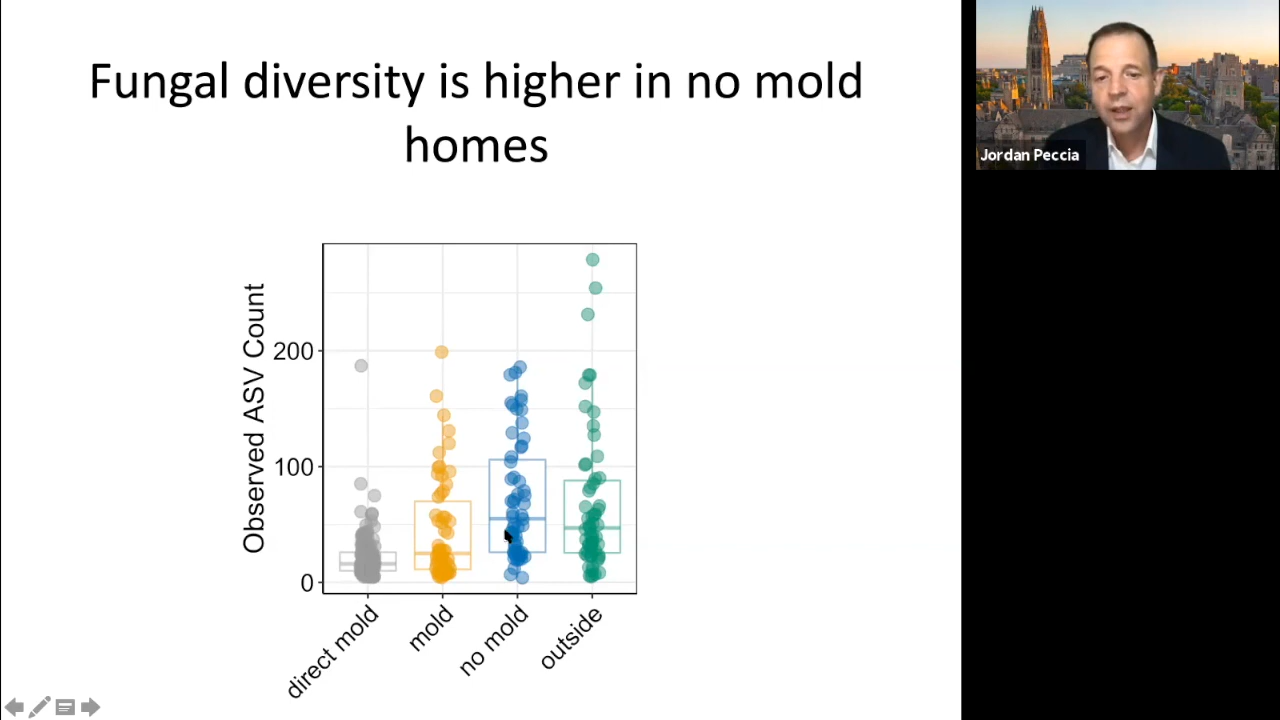 Fungal diversity is higher in no mold
homes
Jordan Peccia
Observed ASV Count
200
100
0
direct mold
mold
no mold
outside